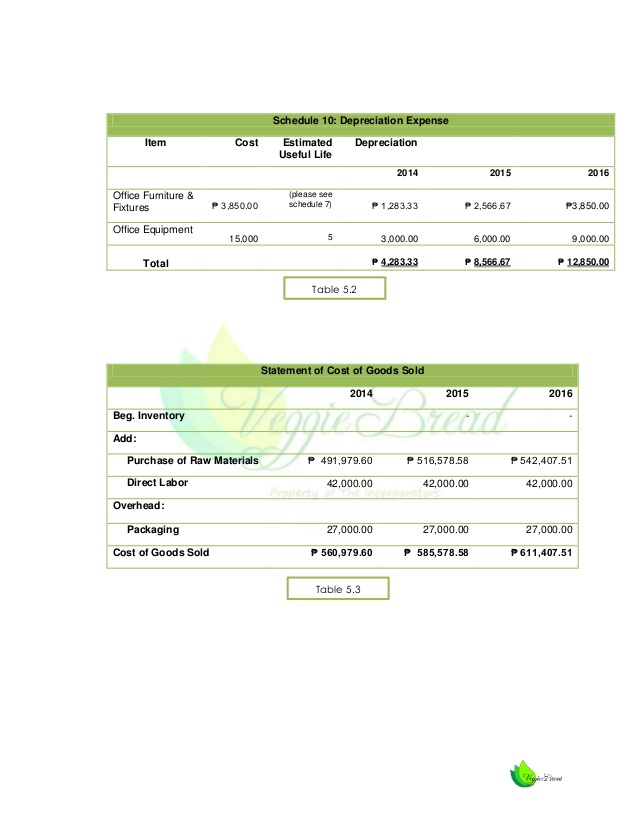 Schedule 10: Depreciation Expense
Item Cost Estimated Useful Life Depreciation
2014 2015 2016
Office Furniture & Fixtures ₱ 3,850.00 (please see schedule 7) ₱ 1,283.33 ₱ 2,566.67 ₱3,850.00
Office Equipment 15,000 5 3,000.00 6,000.00 9,000.00
Total ₱ 4,283.33 ₱ 8,566.67 ₱ 12,850.00
Table 5.2
Statement of Cost of Goods Sold
2014 2015 2016
Veggie Bread
Beg. Inventory - -
Add:
Purchase of Raw Materials ₱ 491,979.60 ₱ 516,578.58 ₱ 542,407.51
Direct Labor 42,000.00 42,000.00 42,000.00
Property of The Incorporators
Overhead:
Packaging 27,000.00 27,000.00 27,000.00
Cost of Goods Sold ₱ 560,979.60 ₱ 585,578.58 ₱ 611,407.51
Table 5.3
Veggie Bread